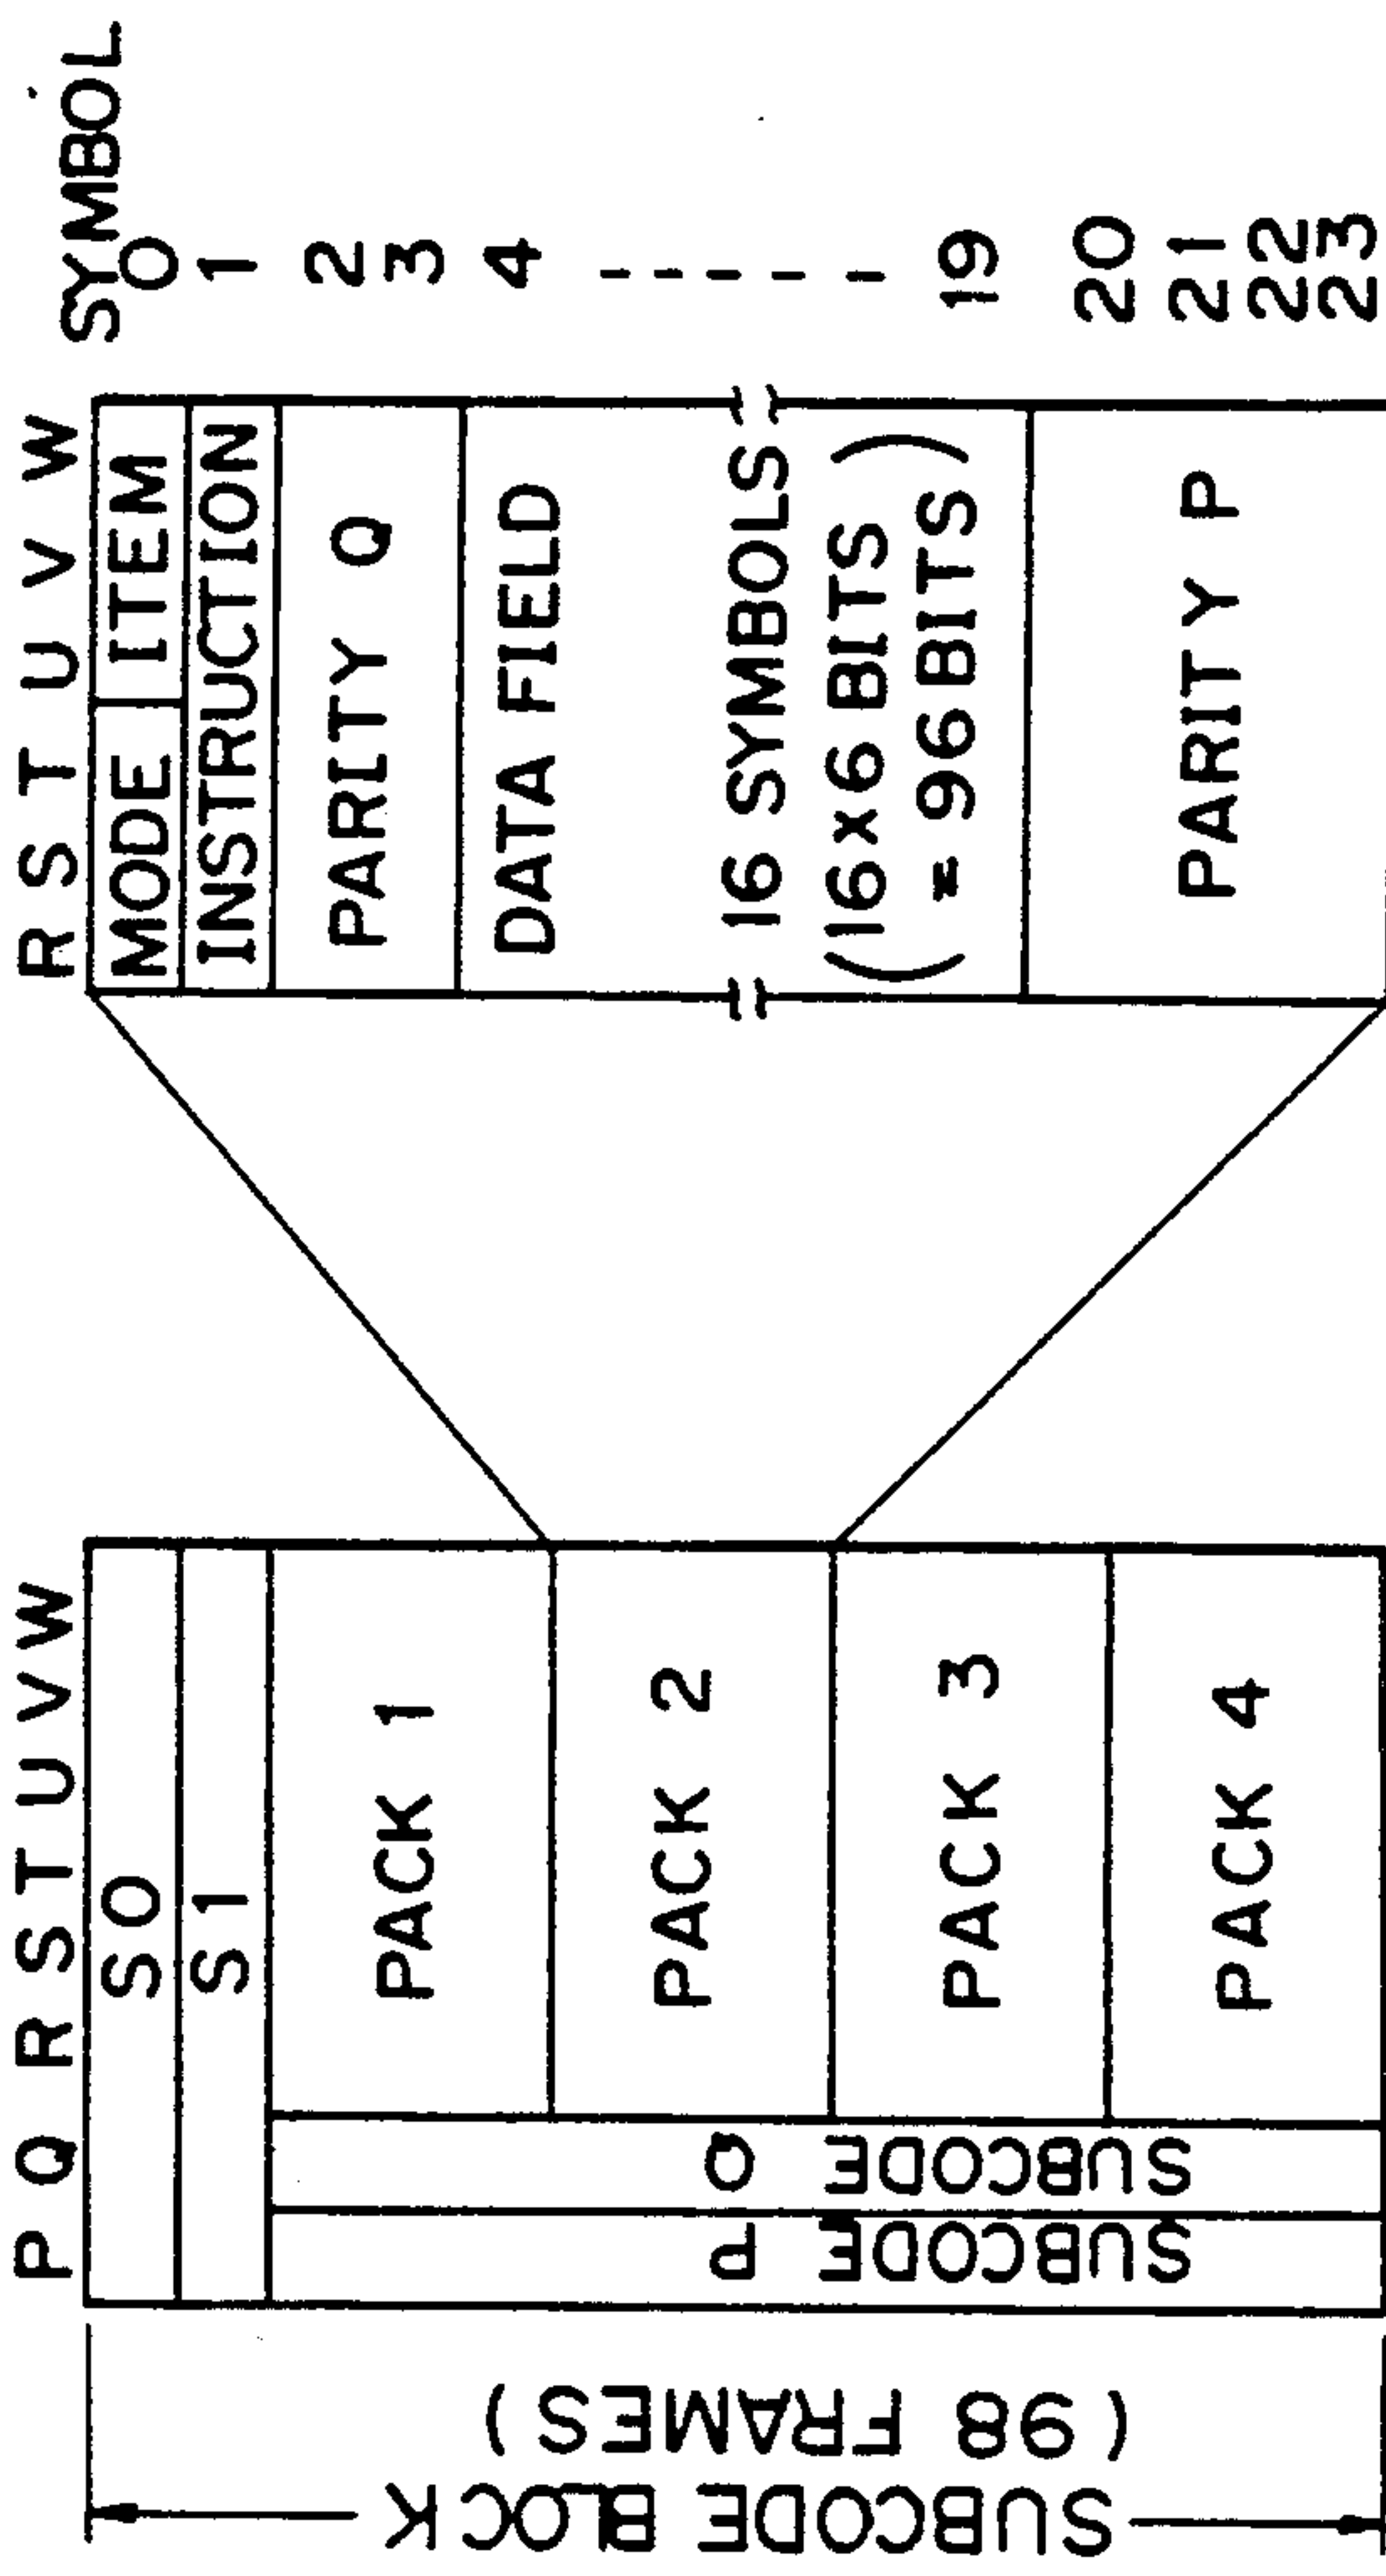 P Q R S T U V W
S0
S1
PACK 1
PACK 2
PACK 3
PACK 4
SUBCODE Q
SUBCODE P
SUBCODE BLOCK
(98 FRAMES)
R S T U V W
SYMBOL
MODE ITEM 0
INSTRUCTION 1
PARITY Q 2
3
DATA FIELD 4
16 SYMBOLS
(16×6 BITS
= 96 BITS) 19
PARITY P 20
21
22
23